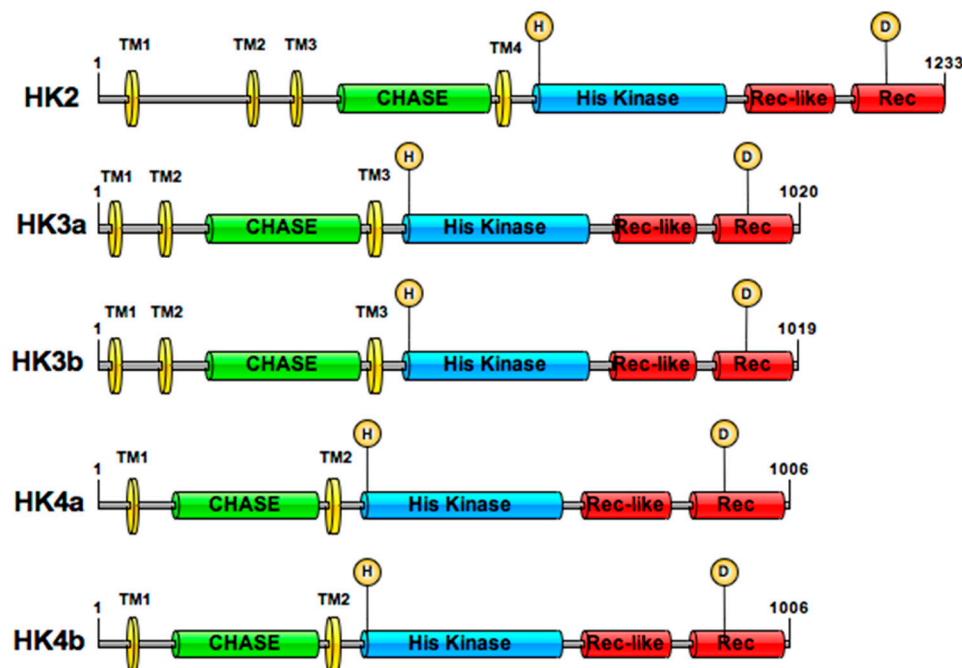 H D
1 TM1 TM2 TM3 TM4 1233
HK2 CHASE His Kinase Rec-like Rec
H D
1 TM1 TM2 TM3 1020
HK3a CHASE His Kinase Rec-like Rec
H D
1 TM1 TM2 TM3 1019
HK3b CHASE His Kinase Rec-like Rec
H D
1 TM1 TM2 1006
HK4a CHASE His Kinase Rec-like Rec
H D
1 TM1 TM2 1006
HK4b CHASE His Kinase Rec-like Rec